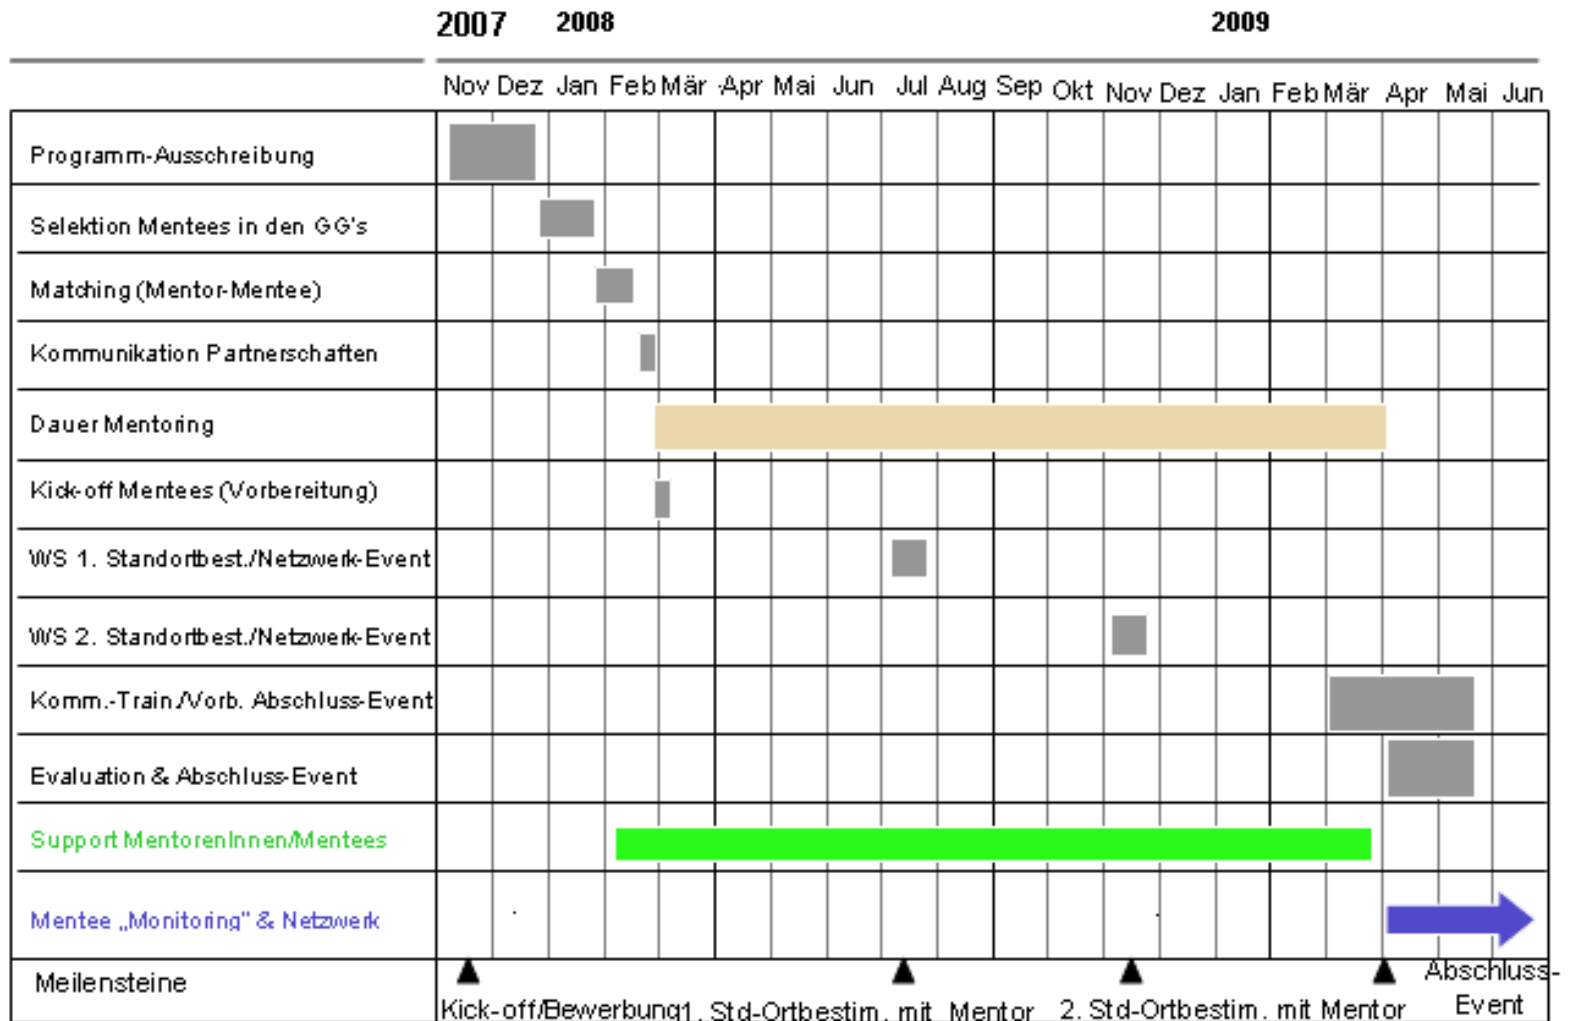 2007 2008 2009
Nov Dez Jan Feb Mär Apr Mai Jun Jul Aug Sep Okt Nov Dez Jan Feb Mär Apr Mai Jun
Programm-Ausschreibung
Selektion Mentees in den GG's
Matching (Mentor-Mentee)
Kommunikation Partnerschaften
Dauer Mentoring
Kick-off Mentees (Vorbereitung)
WS 1. Standortbest./Netzwerk-Event
WS 2. Standortbest./Netzwerk-Event
Komm.-Train./Vorb. Abschluss-Event
Evaluation & Abschluss-Event
Support MentorenInnen/Mentees
Mentee „Monitoring" & Netzwerk
Meilensteine
Kick-off/Bewerbung
1. Std-Ortbestim. mit Mentor
2. Std-Ortbestim. mit Mentor
Abschluss-
Event